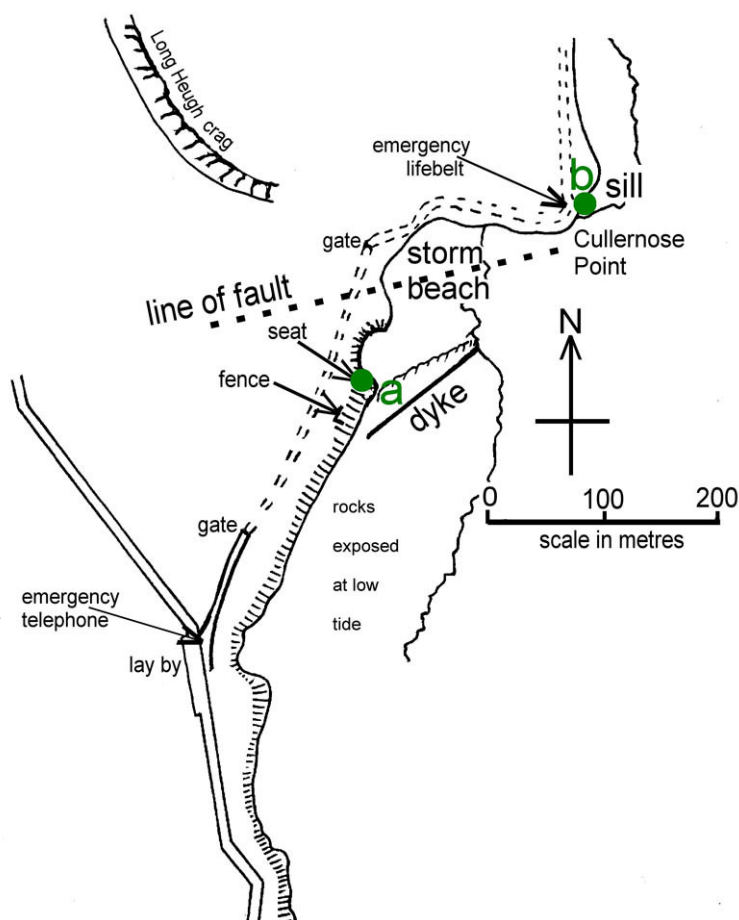 Long Heugh crag
emergency
lifebelt
b
sill
Cullernose
Point
gate
storm
beach
line of fault
N
seat
a
fence
dyke
0 100 200
scale in metres
rocks
exposed
at low
tide
gate
emergency
telephone
lay by